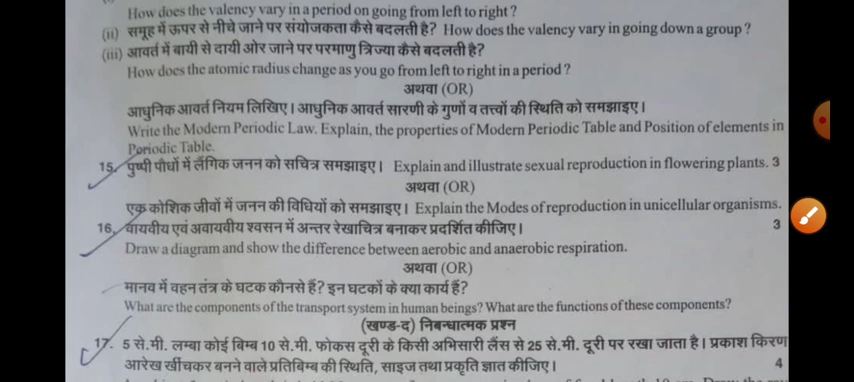 How does the valency vary in a period on going from left to right ?
(ii) समूह में ऊपर से नीचे जाने पर संयोजकता कैसे बदलती है? How does the valency vary in going down a group ?
(iii) आवर्त में बायी से दायी ओर जाने पर परमाणु त्रिज्या कैसे बदलती है?
How does the atomic radius change as you go from left to right in a period ?
अथवा (OR)
आधुनिक आवर्त नियम लिखिए। आधुनिक आवर्त सारणी के गुणों व तत्त्वों की स्थिति को समझाइए।
Write the Modern Periodic Law. Explain, the properties of Modern Periodic Table and Position of elements in
Periodic Table.
15. पुष्पी पौघों में लैंगिक जनन को सचित्र समझाइए। Explain and illustrate sexual reproduction in flowering plants. 3
अथवा (OR)
एक कोशिक जीवों में जनन की विधियों को समझाइए। Explain the Modes of reproduction in unicellular organisms.
16. वायवीय एवं अवायवीय श्वसन में अन्तर रेखाचित्र बनाकर प्रदर्शित कीजिए। 3
Draw a diagram and show the difference between aerobic and anaerobic respiration.
अथवा (OR)
मानव में वहन तंत्र के घटक कौनसे हैं? इन घटकों के क्या कार्य हैं?
What are the components of the transport system in human beings? What are the functions of these components?
(खण्ड-द) निबन्धात्मक प्रश्न
17. 5 से.मी. लम्बा कोई बिम्ब 10 से.मी. फोकस दूरी के किसी अभिसारी लैंस से 25 से.मी. दूरी पर रखा जाता है। प्रकाश किरण
आरेख खींचकर बनने वाले प्रतिबिम्ब की स्थिति, साइज तथा प्रकृति ज्ञात कीजिए। 4